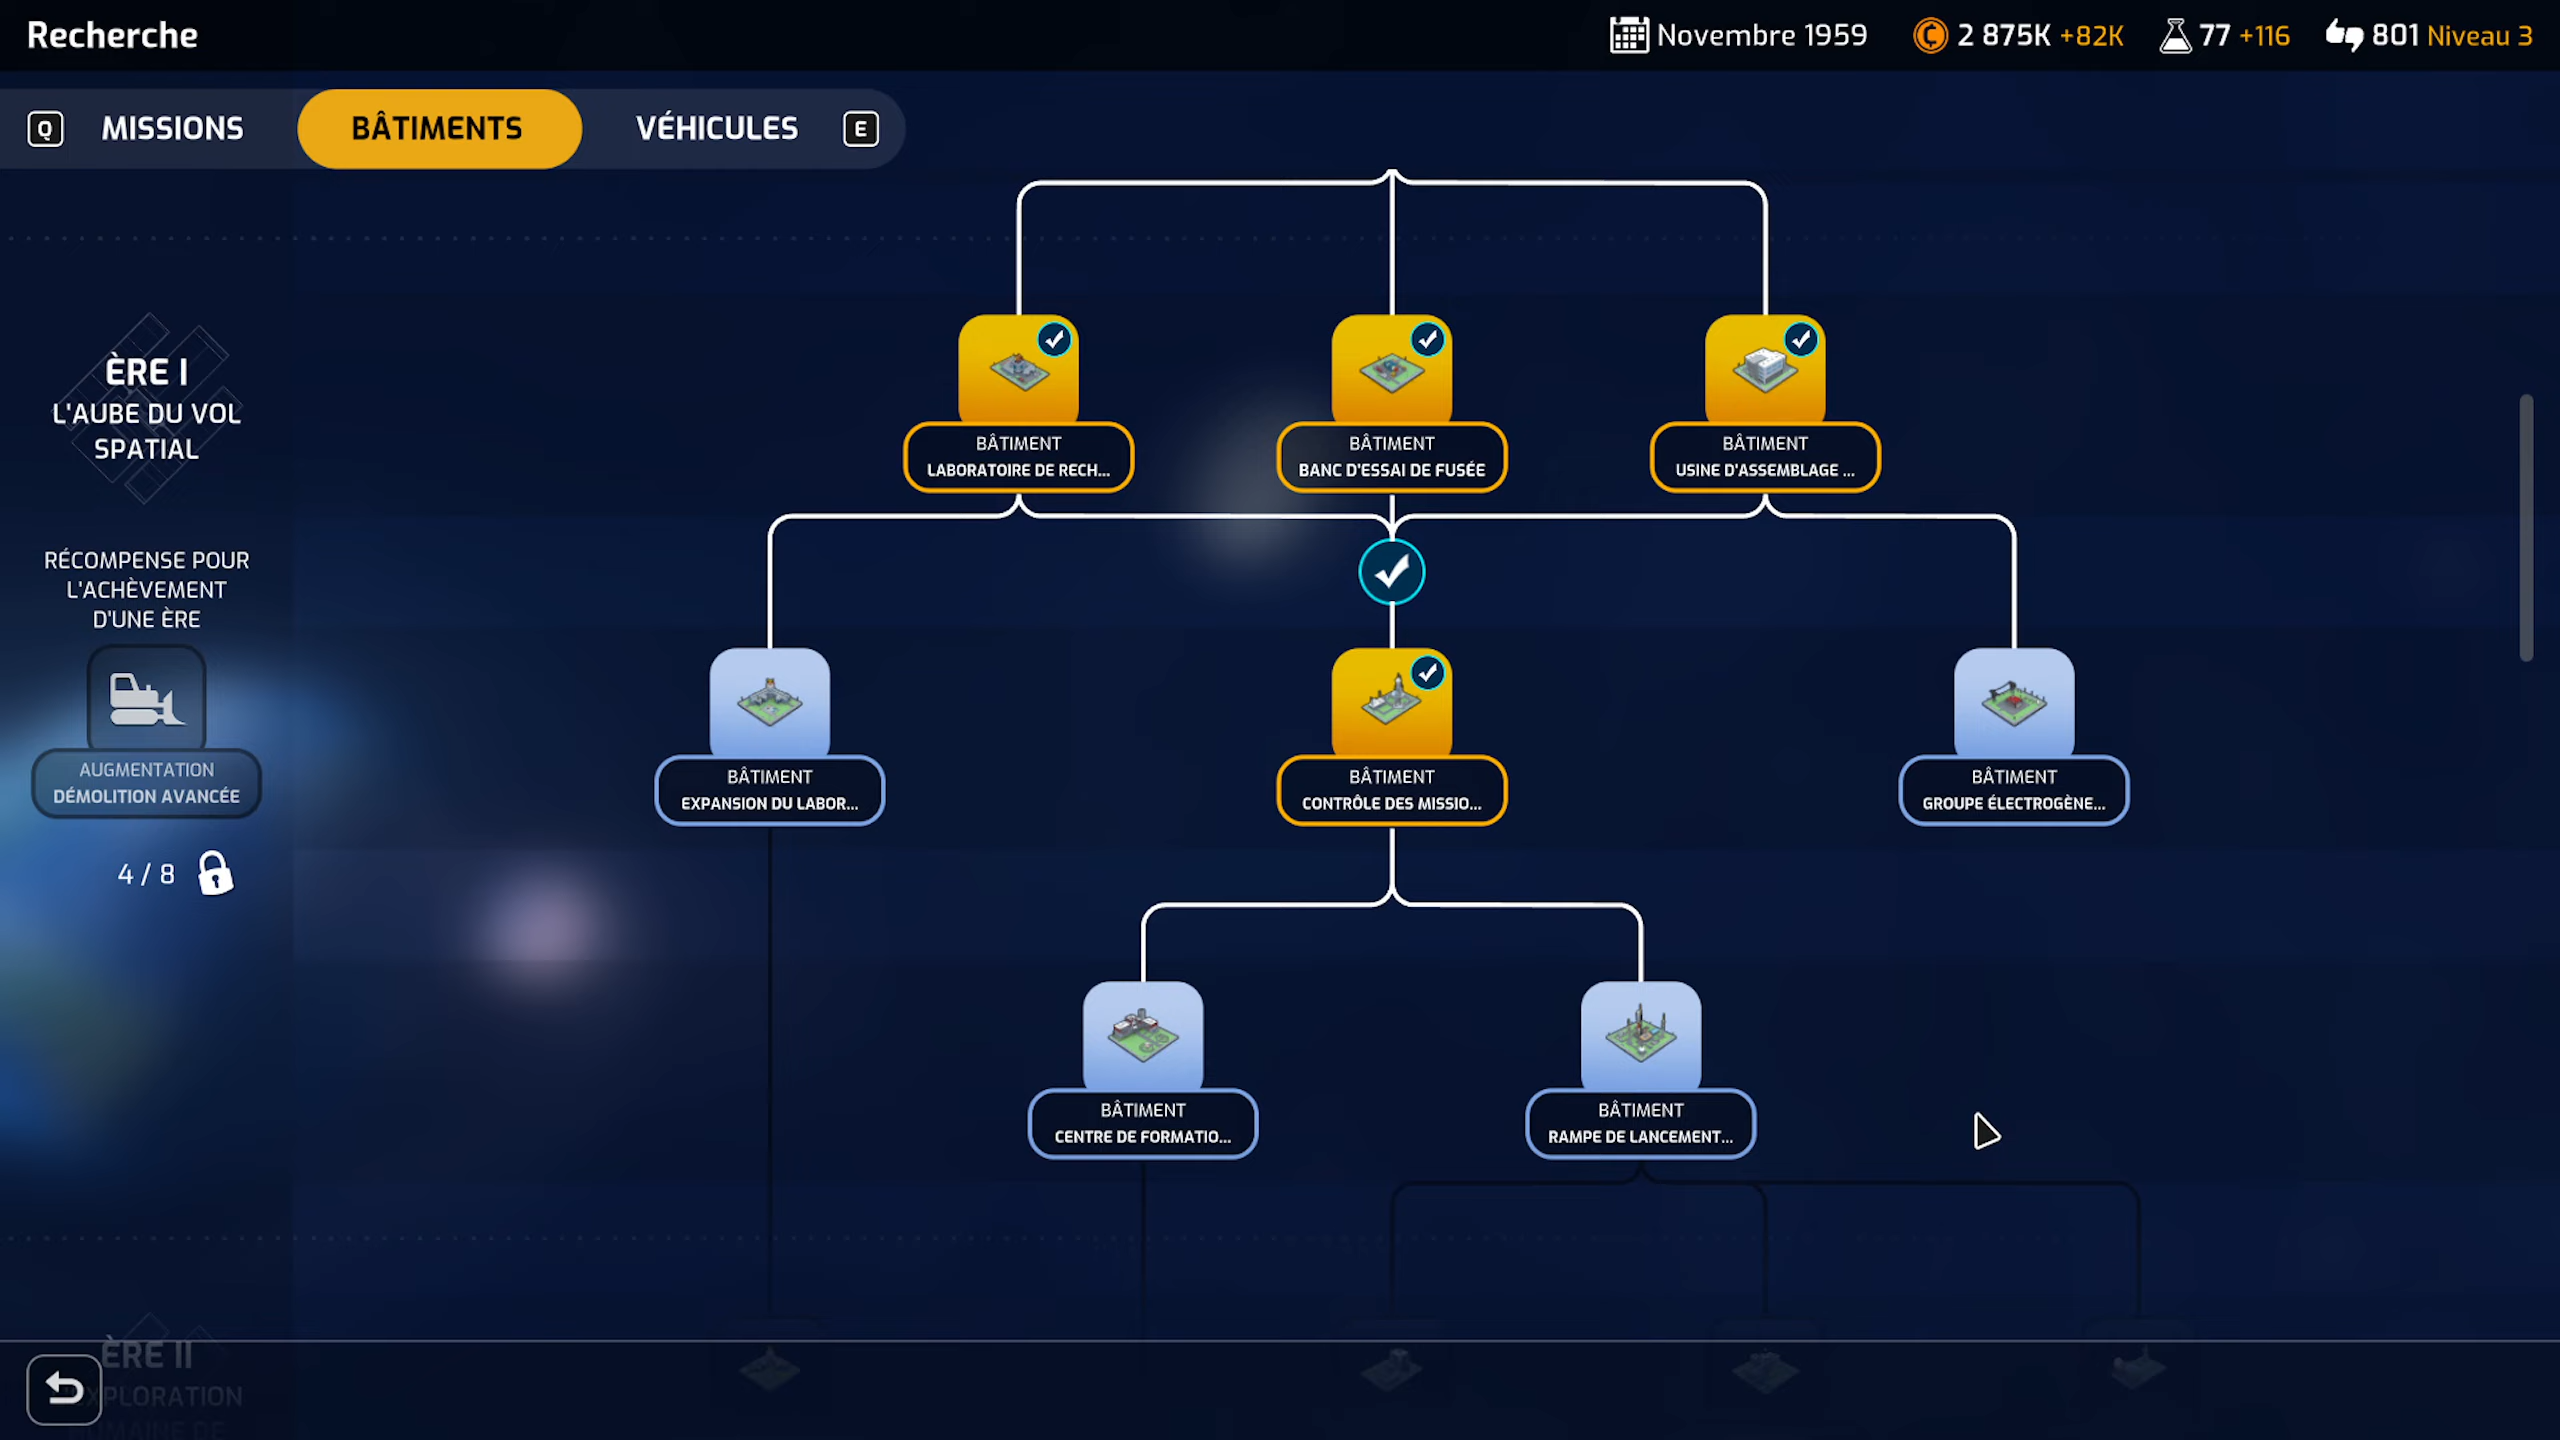 Recherche
Novembre 1959
2 875K +82K
77 +116
801 Niveau 3
Q
MISSIONS
BÂTIMENTS
VÉHICULES
E
ÈRE I
L'AUBE DU VOL
SPATIAL
RÉCOMPENSE POUR
L'ACHÈVEMENT
D'UNE ÈRE
AUGMENTATION
DÉMOLITION AVANCÉE
4 / 8
BÂTIMENT
LABORATOIRE DE RECH...
BÂTIMENT
BANC D'ESSAI DE FUSÉE
BÂTIMENT
USINE D'ASSEMBLAGE ...
BÂTIMENT
EXPANSION DU LABOR...
BÂTIMENT
CONTRÔLE DES MISSIO...
BÂTIMENT
GROUPE ÉLECTROGÈNE...
BÂTIMENT
CENTRE DE FORMATIO...
BÂTIMENT
RAMPE DE LANCEMENT...
ÈRE II